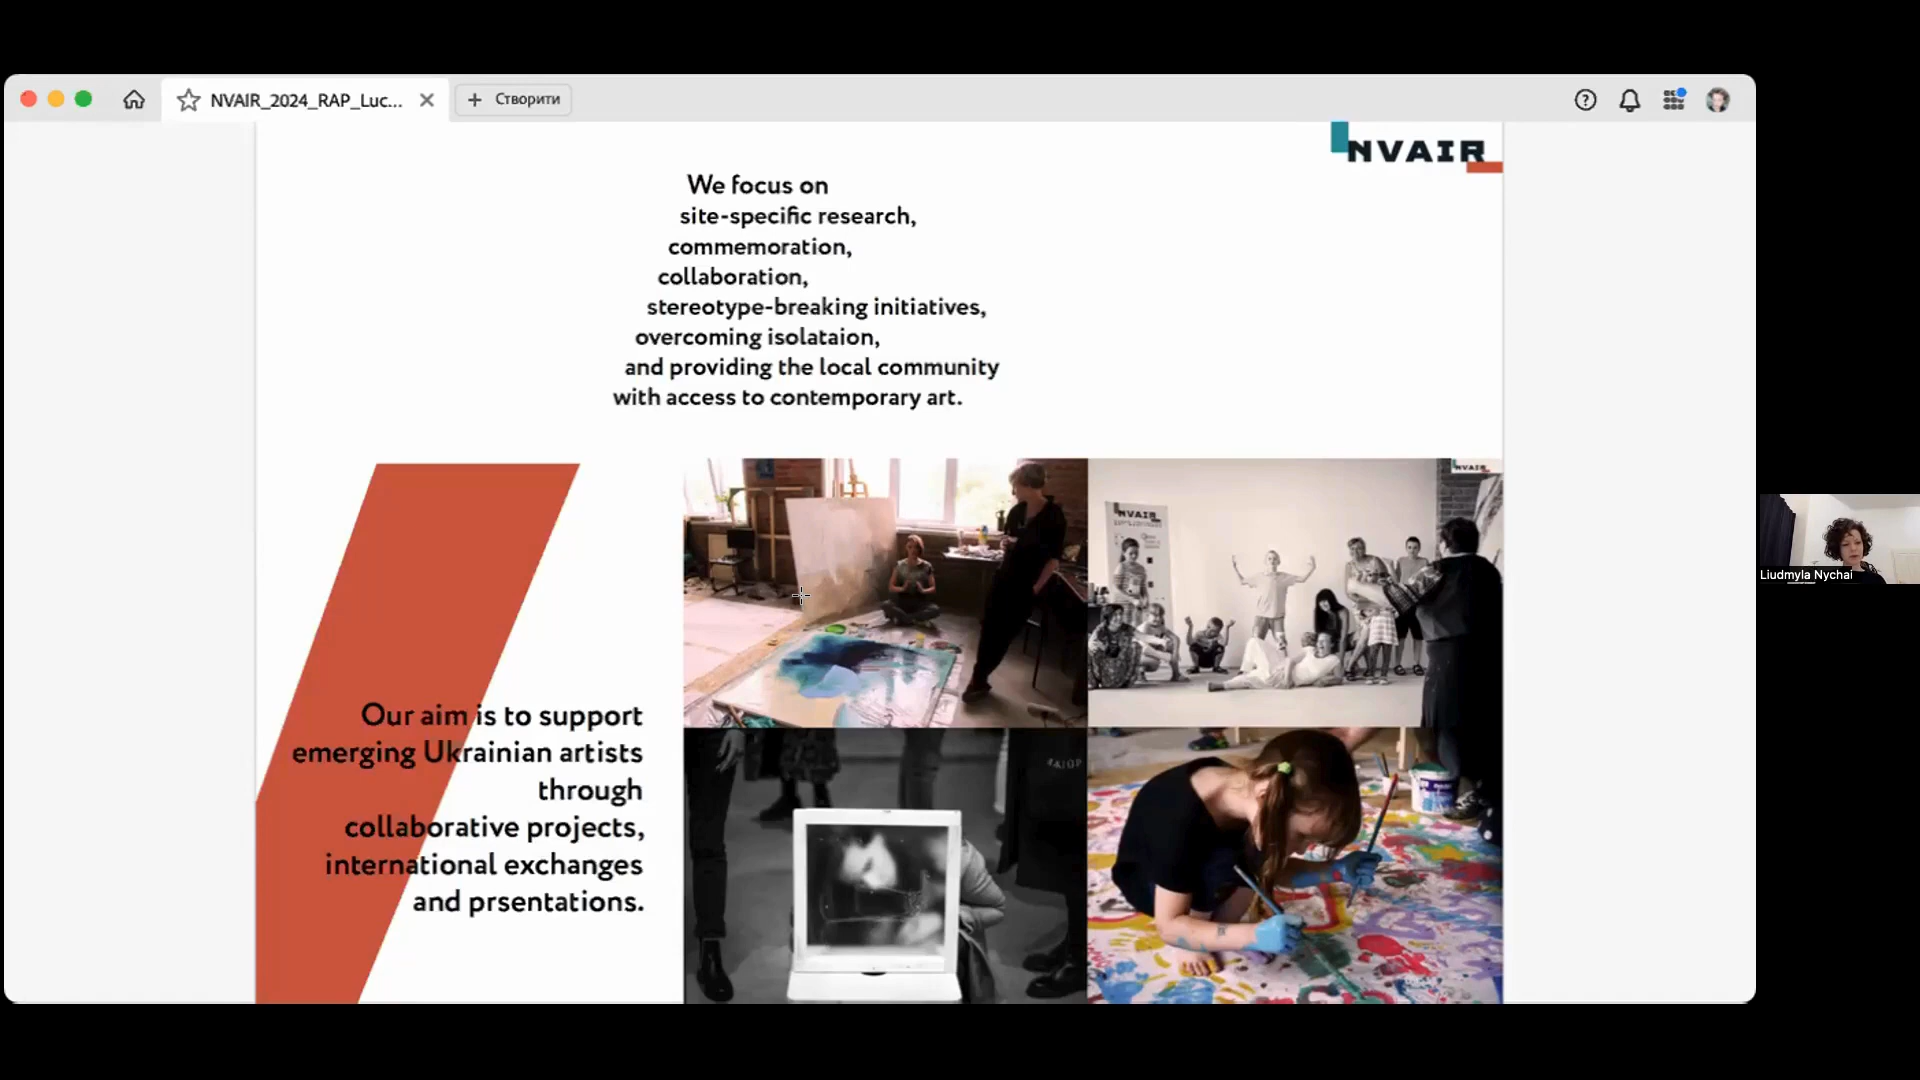 NVAIR_2024_RAP_Luc...
Створити
NVAIR
We focus on
site-specific research,
commemoration,
collaboration,
stereotype-breaking initiatives,
overcoming isolataion,
and providing the local community
with access to contemporary art.
NVAIR
NVAIR
Our aim is to support
emerging Ukrainian artists
through
collaborative projects,
international exchanges
and prsentations.
Liudmyla Nychai